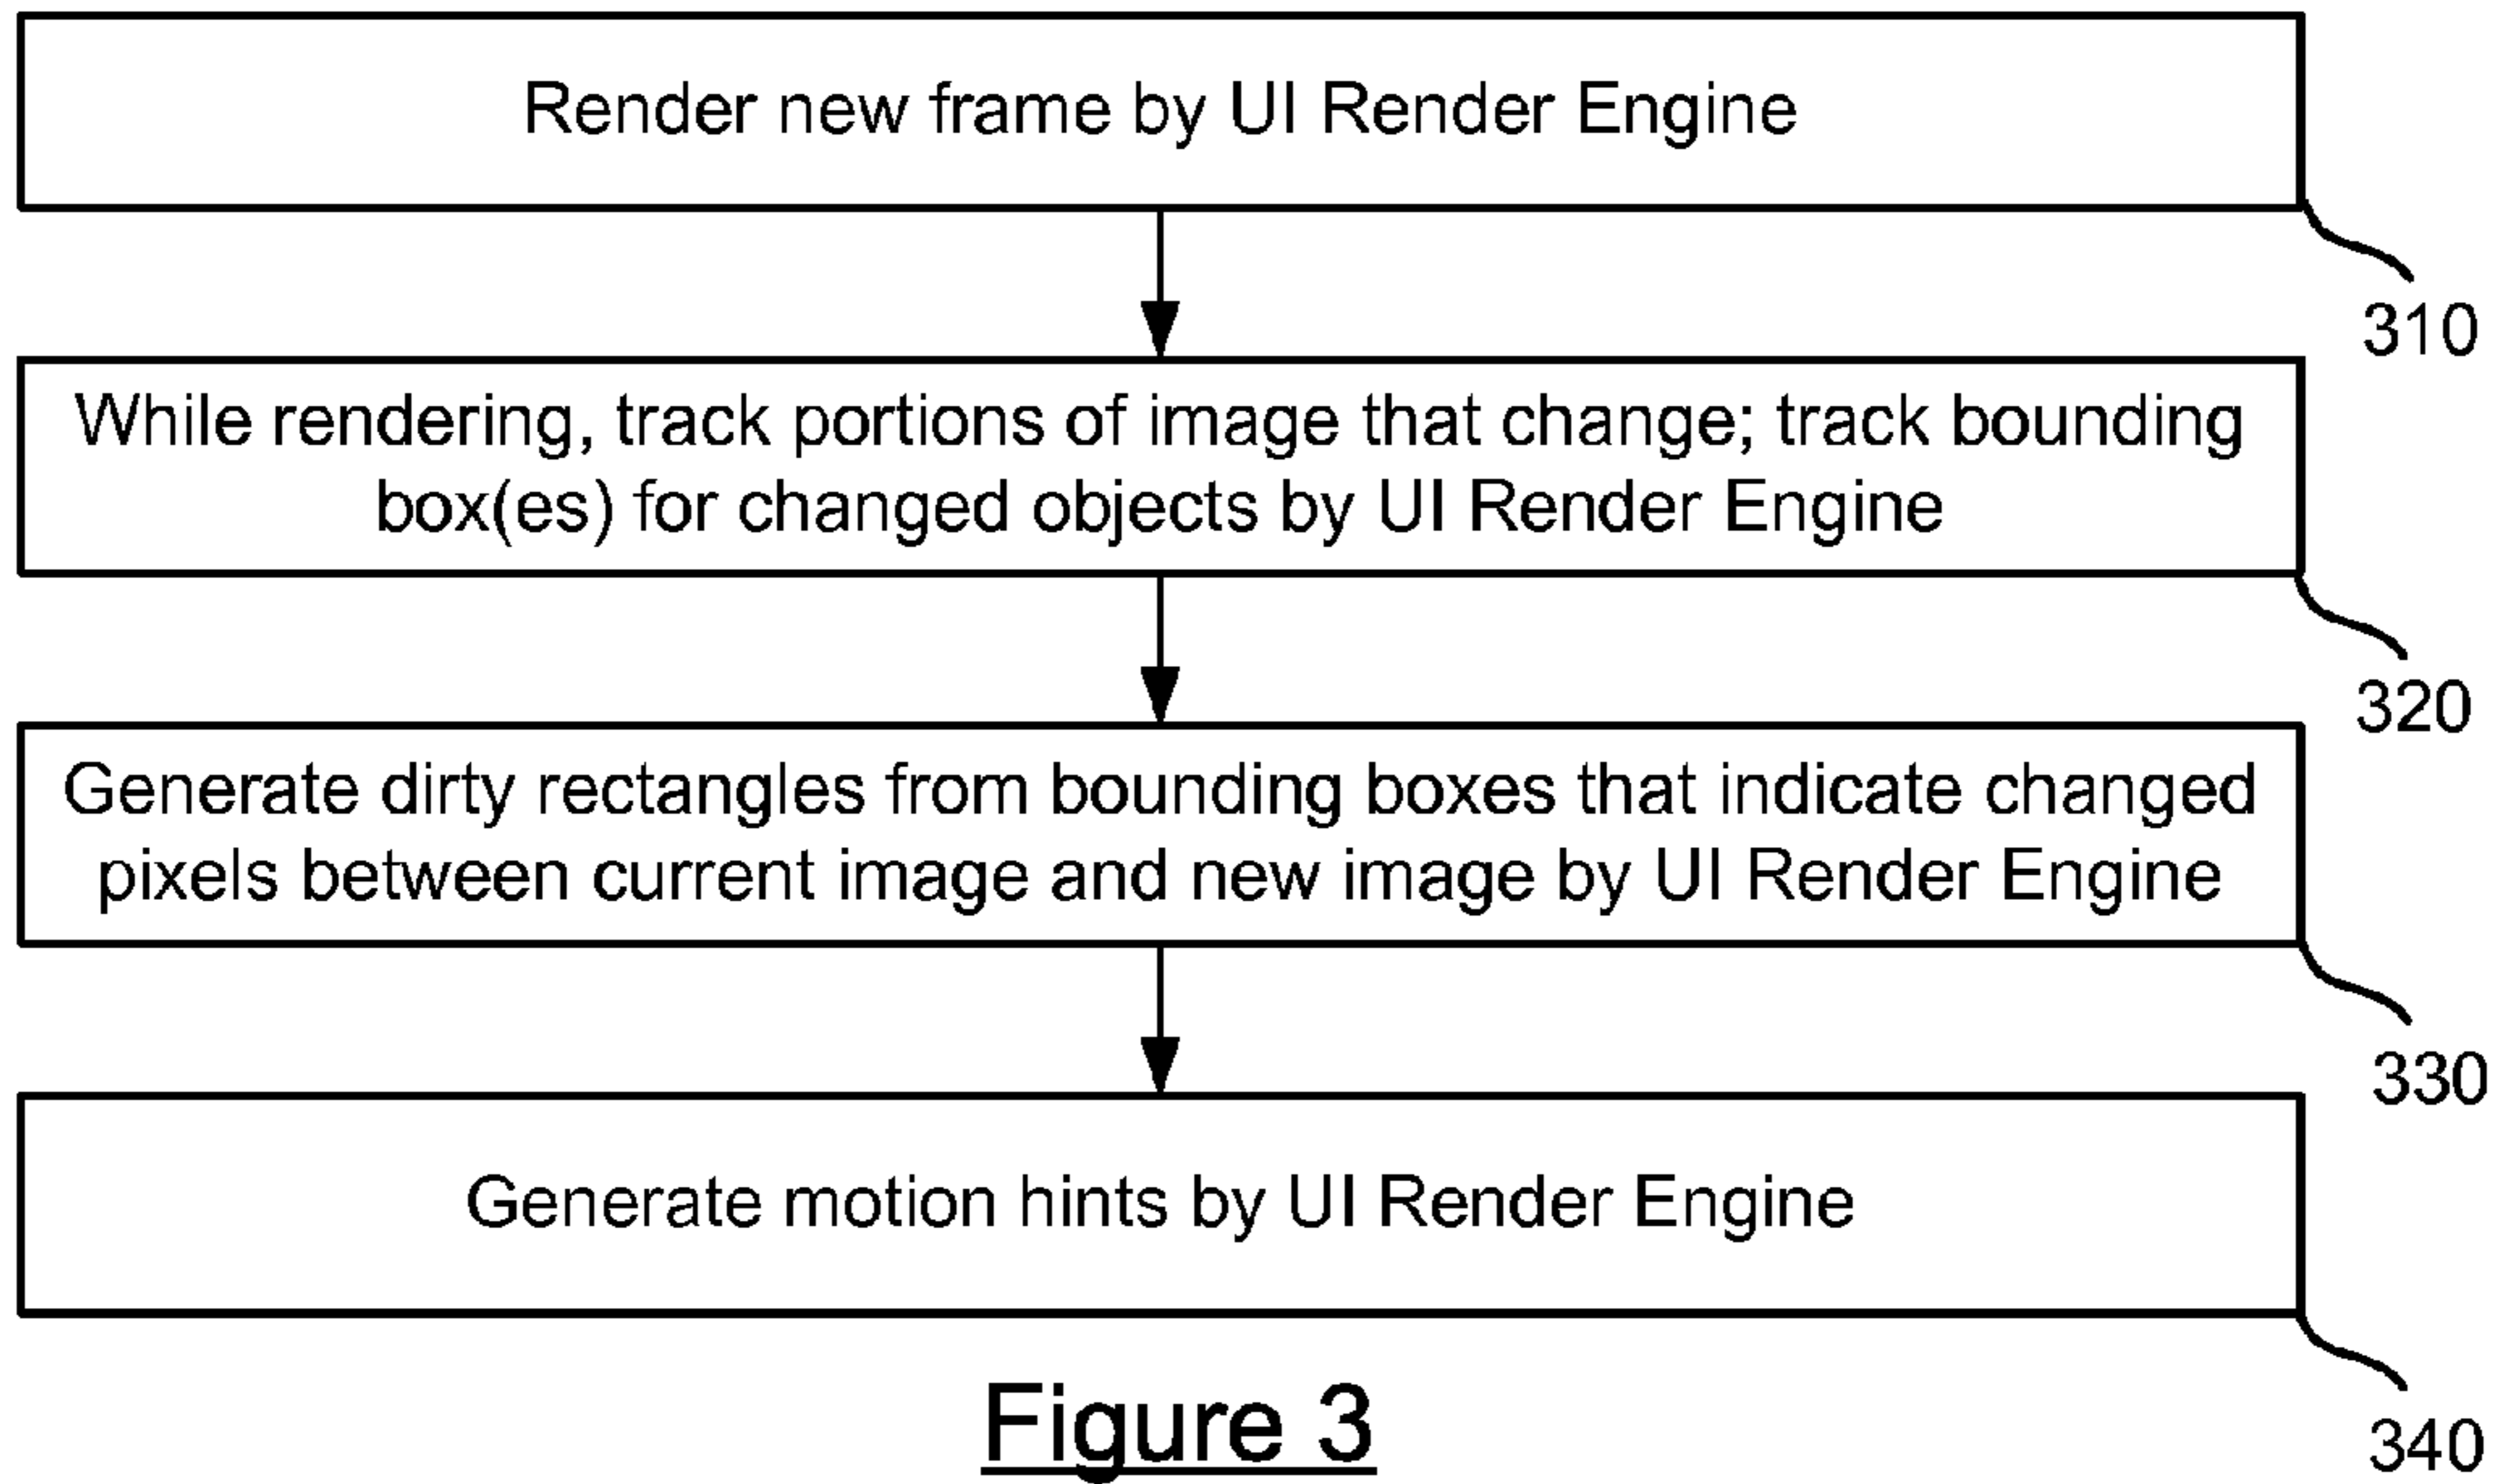 Render new frame by UI Render Engine
310
While rendering, track portions of image that change; track bounding
box(es) for changed objects by UI Render Engine
320
Generate dirty rectangles from bounding boxes that indicate changed
pixels between current image and new image by UI Render Engine
330
Generate motion hints by UI Render Engine
340
Figure 3